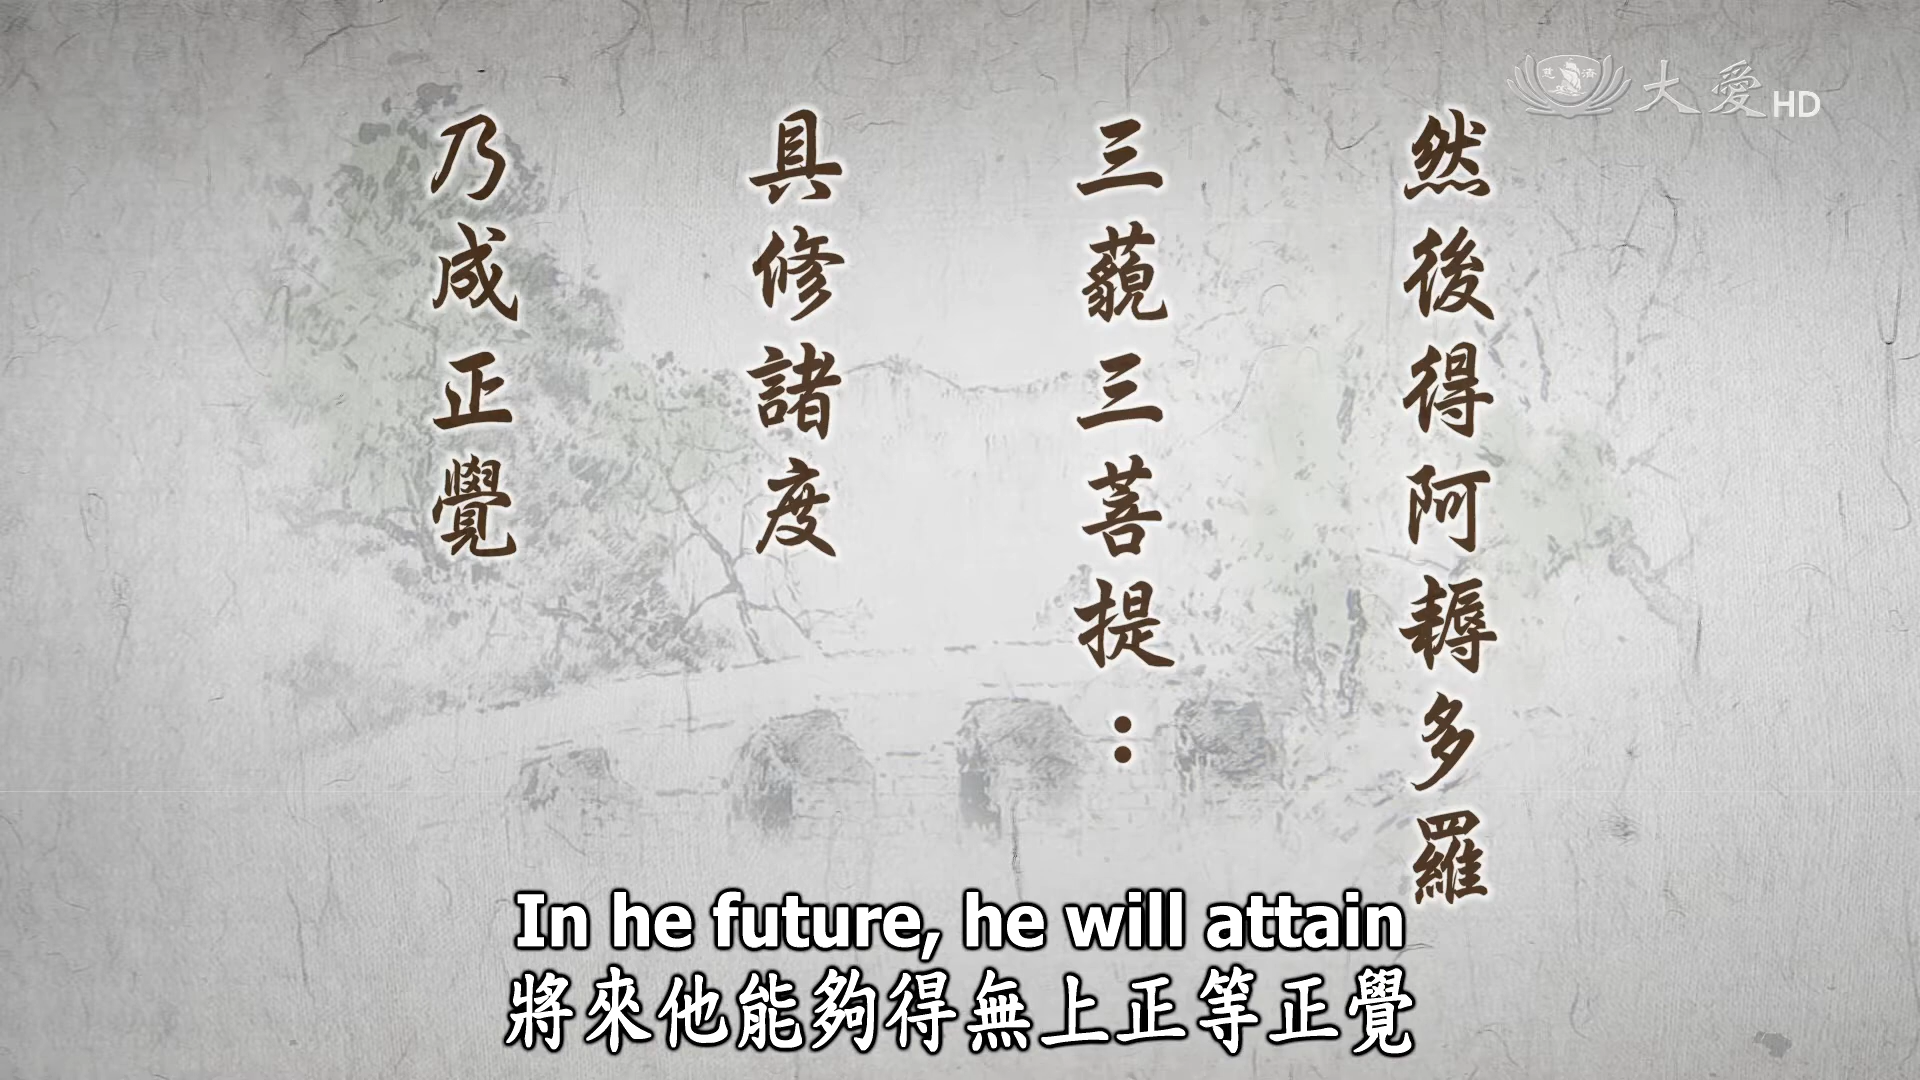 大愛HD
慈濟
然後得阿耨多羅
三藐三菩提：
具修諸度
乃成正覺
In he future, he will attain
將來他能夠得無上正等正覺